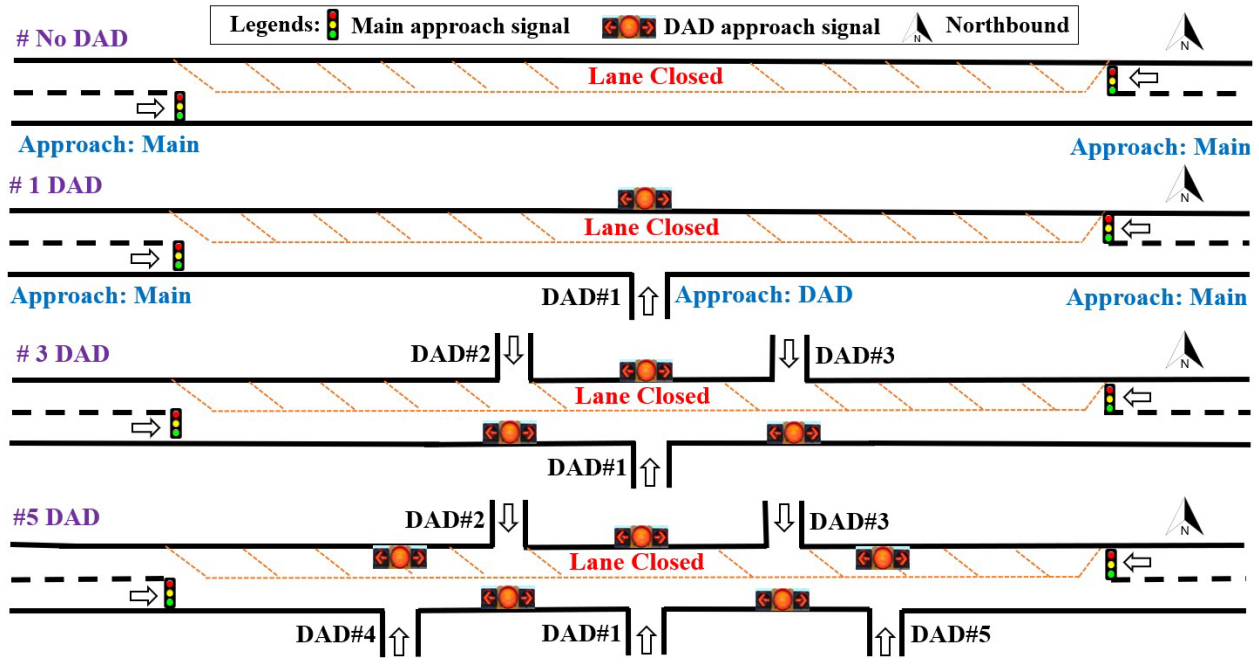 # No DAD
Legends: Main approach signal DAD approach signal Northbound
N
Lane Closed
Approach: Main
Approach: Main
# 1 DAD
N
Lane Closed
Approach: Main
DAD#1
Approach: DAD
Approach: Main
# 3 DAD
DAD#2
DAD#3
N
Lane Closed
DAD#1
#5 DAD
DAD#2
DAD#3
N
Lane Closed
DAD#4
DAD#1
DAD#5